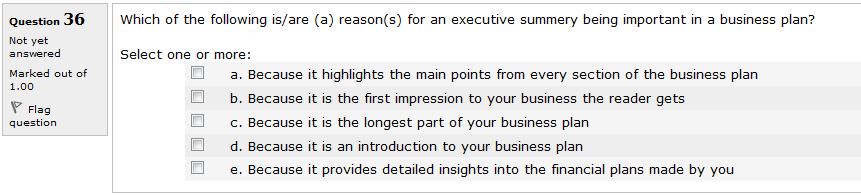 Question 36
Not yet
answered
Marked out of
1.00
Flag
question
Which of the following is/are (a) reason(s) for an executive summery being important in a business plan?
Select one or more:
a. Because it highlights the main points from every section of the business plan
b. Because it is the first impression to your business the reader gets
c. Because it is the longest part of your business plan
d. Because it is an introduction to your business plan
e. Because it provides detailed insights into the financial plans made by you